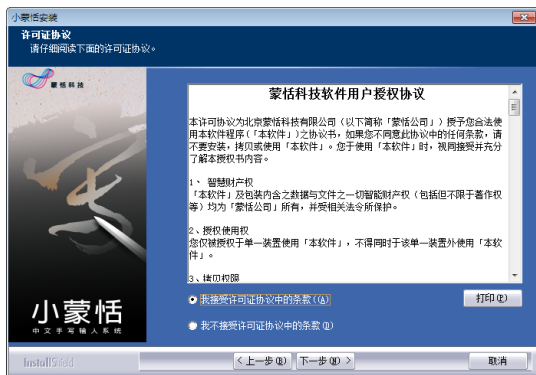 小蒙恬安装
许可证协议
请仔细阅读下面的许可证协议。
蒙恬科技
蒙恬科技软件用户授权协议
本许可协议为北京蒙恬科技有限公司（以下简称「蒙恬公司」）授予您合法使
用本软件程序(「本软件」)之协议书，如果您不同意此协议中的任何条款，请
不要安装，拷贝或使用「本软件」。您于使用「本软件」时，视同接受并充分
了解本授权书内容。
1、 智慧财产权
「本软件」及包装内含之数据与文件之一切智能财产权（包括但不限于著作权
等）均为「蒙恬公司」所有，并受相关法令所保护。
2、授权使用权
您仅被授权于单一装置使用「本软件」，不得同时于该单一装置外使用「本软
件」。
3、拷贝权限
我接受许可证协议中的条款(A)
打印(P)
我不接受许可证协议中的条款(D)
小蒙恬
中文手写输入系统
InstallShield
< 上一步(B)
下一步(N) >
取消